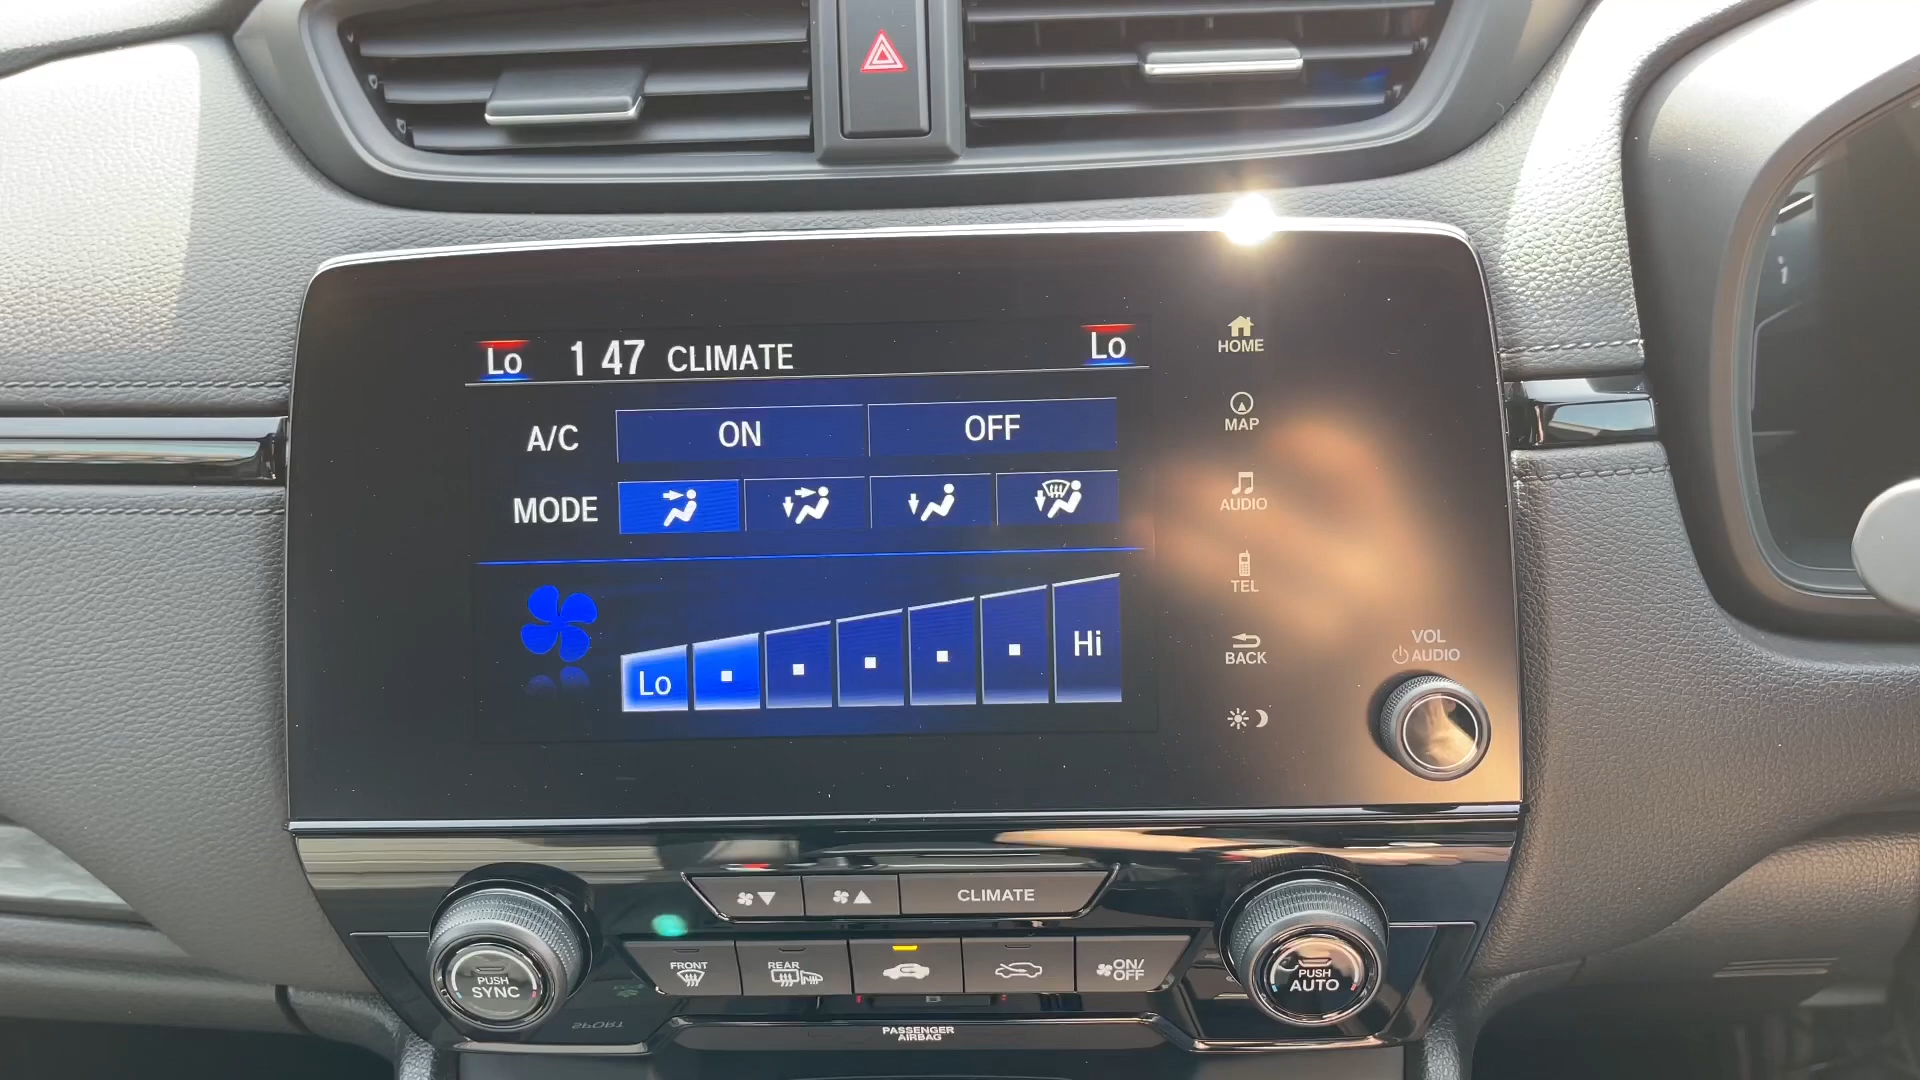 Lo 1 47 CLIMATE Lo
A/C ON OFF
MODE
Lo Hi
HOME
MAP
AUDIO
TEL
BACK
VOL
AUDIO
CLIMATE
PUSH
SYNC
FRONT
REAR
ON/
OFF
PUSH
AUTO
SPORT
PASSENGER
AIRBAG